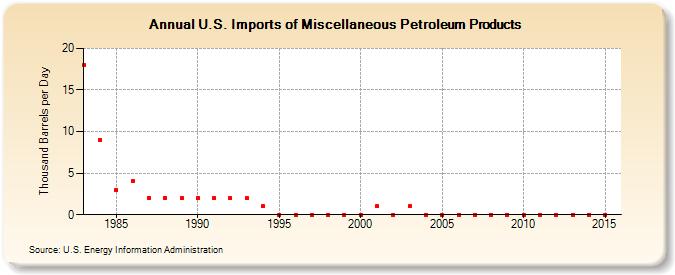 Annual U.S. Imports of Miscellaneous Petroleum Products
Thousand Barrels per Day
20
15
10
5
0
1985 1990 1995 2000 2005 2010 2015
Source: U.S. Energy Information Administration